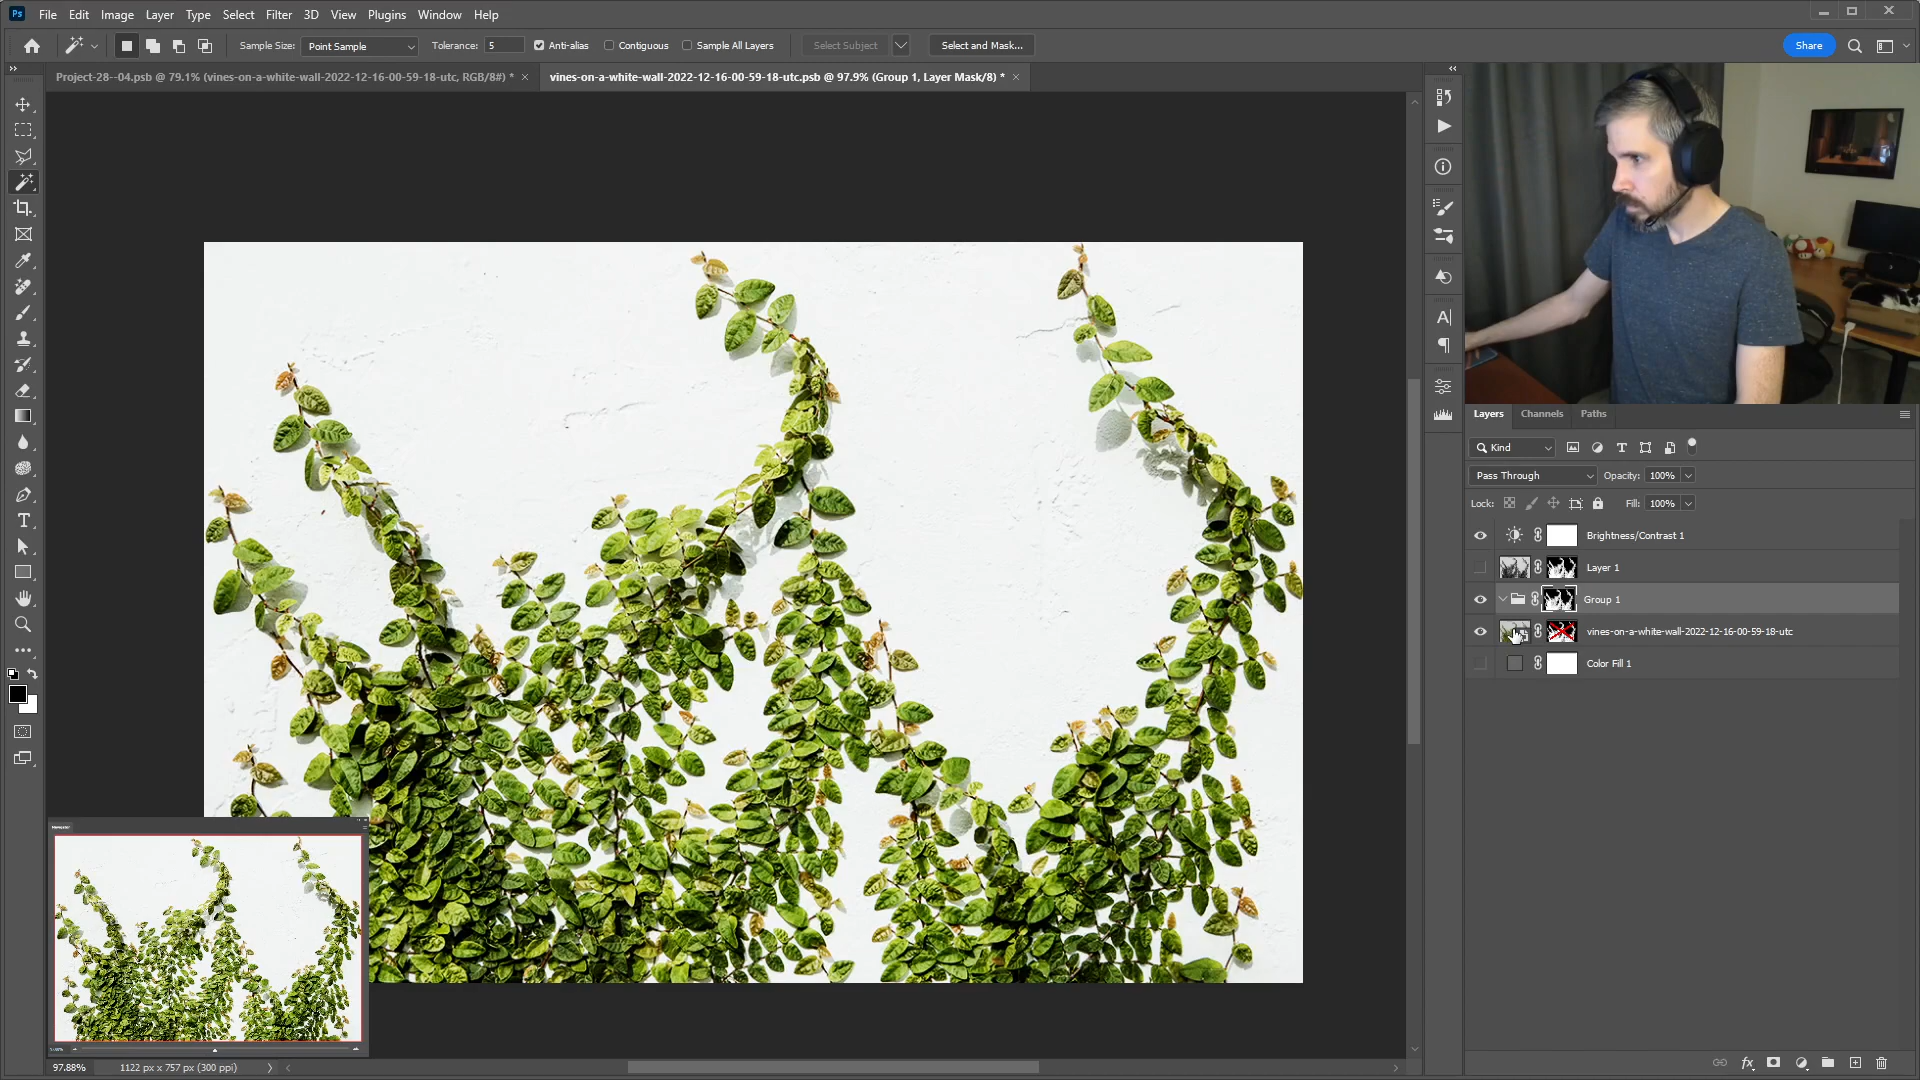 Ps File Edit Image Layer Type Select Filter 3D View Plugins Window Help
Sample Size: Point Sample Tolerance: 5 Anti-alias Contiguous Sample All Layers Select Subject Select and Mask... Share
Project-28--04.psb @ 79.1% (vines-on-a-white-wall-2022-12-16-00-59-18-utc, RGB/8#) * × vines-on-a-white-wall-2022-12-16-00-59-18-utc.psb @ 97.9% (Group 1, Layer Mask/8) * ×
Layers Channels Paths
Kind
Pass Through Opacity: 100%
Lock: Fill: 100%
Brightness/Contrast 1
Layer 1
Group 1
vines-on-a-white-wall-2022-12-16-00-59-18-utc
Color Fill 1
Navigator
97.88% 1122 px x 757 px (300 ppi)